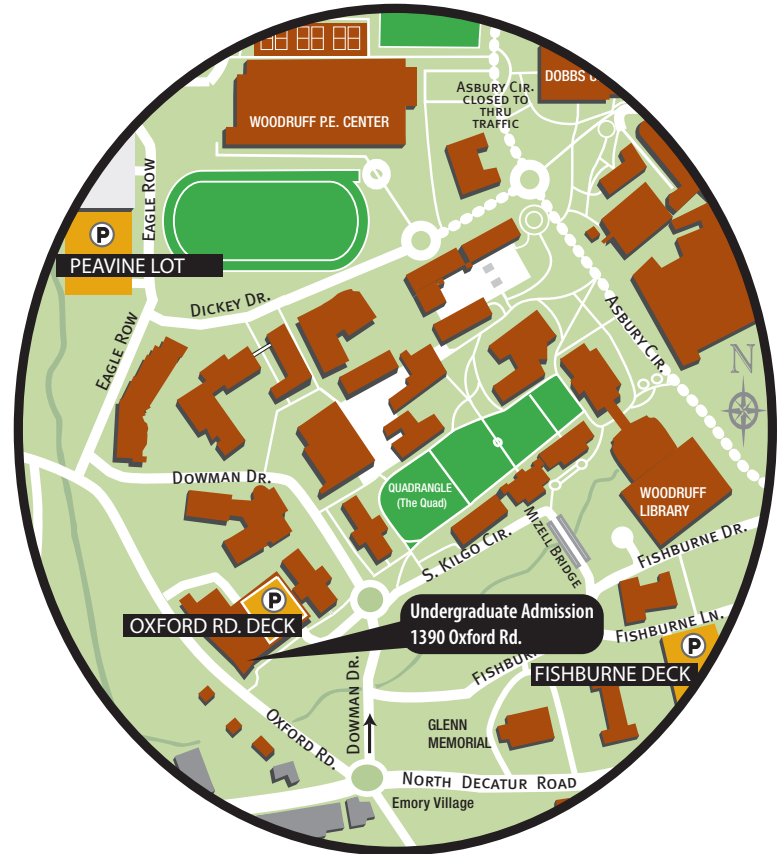 DOBBS
ASBURY CIR.
CLOSED TO
THRU
TRAFFIC
WOODRUFF P.E. CENTER
EAGLE ROW
P
PEAVINE LOT
DICKEY DR.
ASBURY CIR.
EAGLE ROW
N
DOWMAN DR.
QUADRANGLE
(The Quad)
WOODRUFF
LIBRARY
MIZELL BRIDGE
S. KILGO CIR.
FISHBURNE DR.
P
OXFORD RD. DECK
Undergraduate Admission
1390 Oxford Rd.
FISHBURNE LN.
P
FISHBURNE DECK
DOWMAN DR.
OXFORD RD.
GLENN
MEMORIAL
NORTH DECATUR ROAD
Emory Village